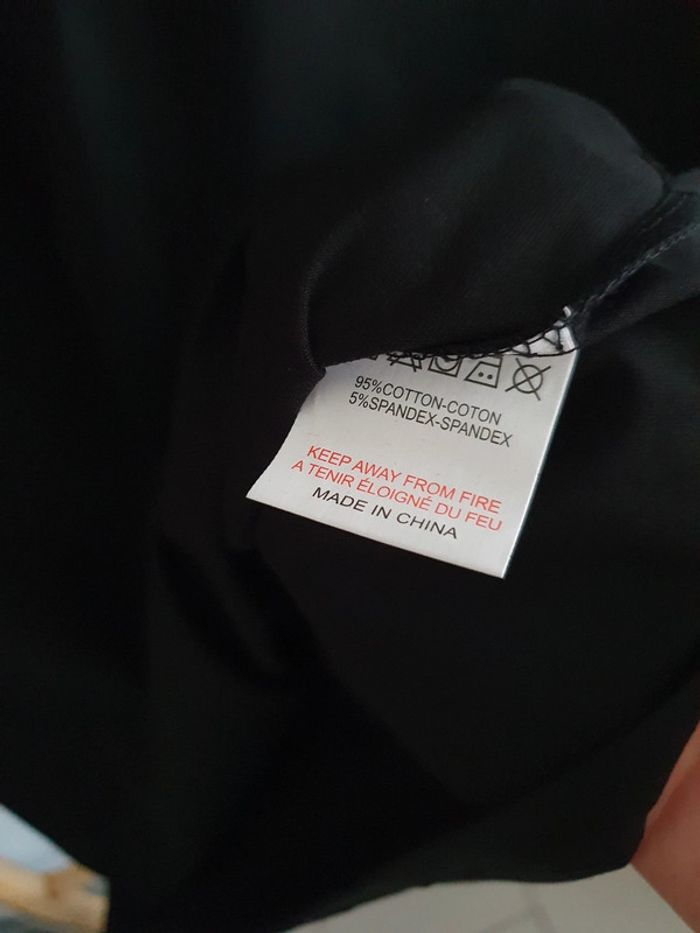 95%COTTON-COTON
5%SPANDEX-SPANDEX
KEEP AWAY FROM FIRE
A TENIR ÉLOIGNÉ DU FEU
MADE IN CHINA